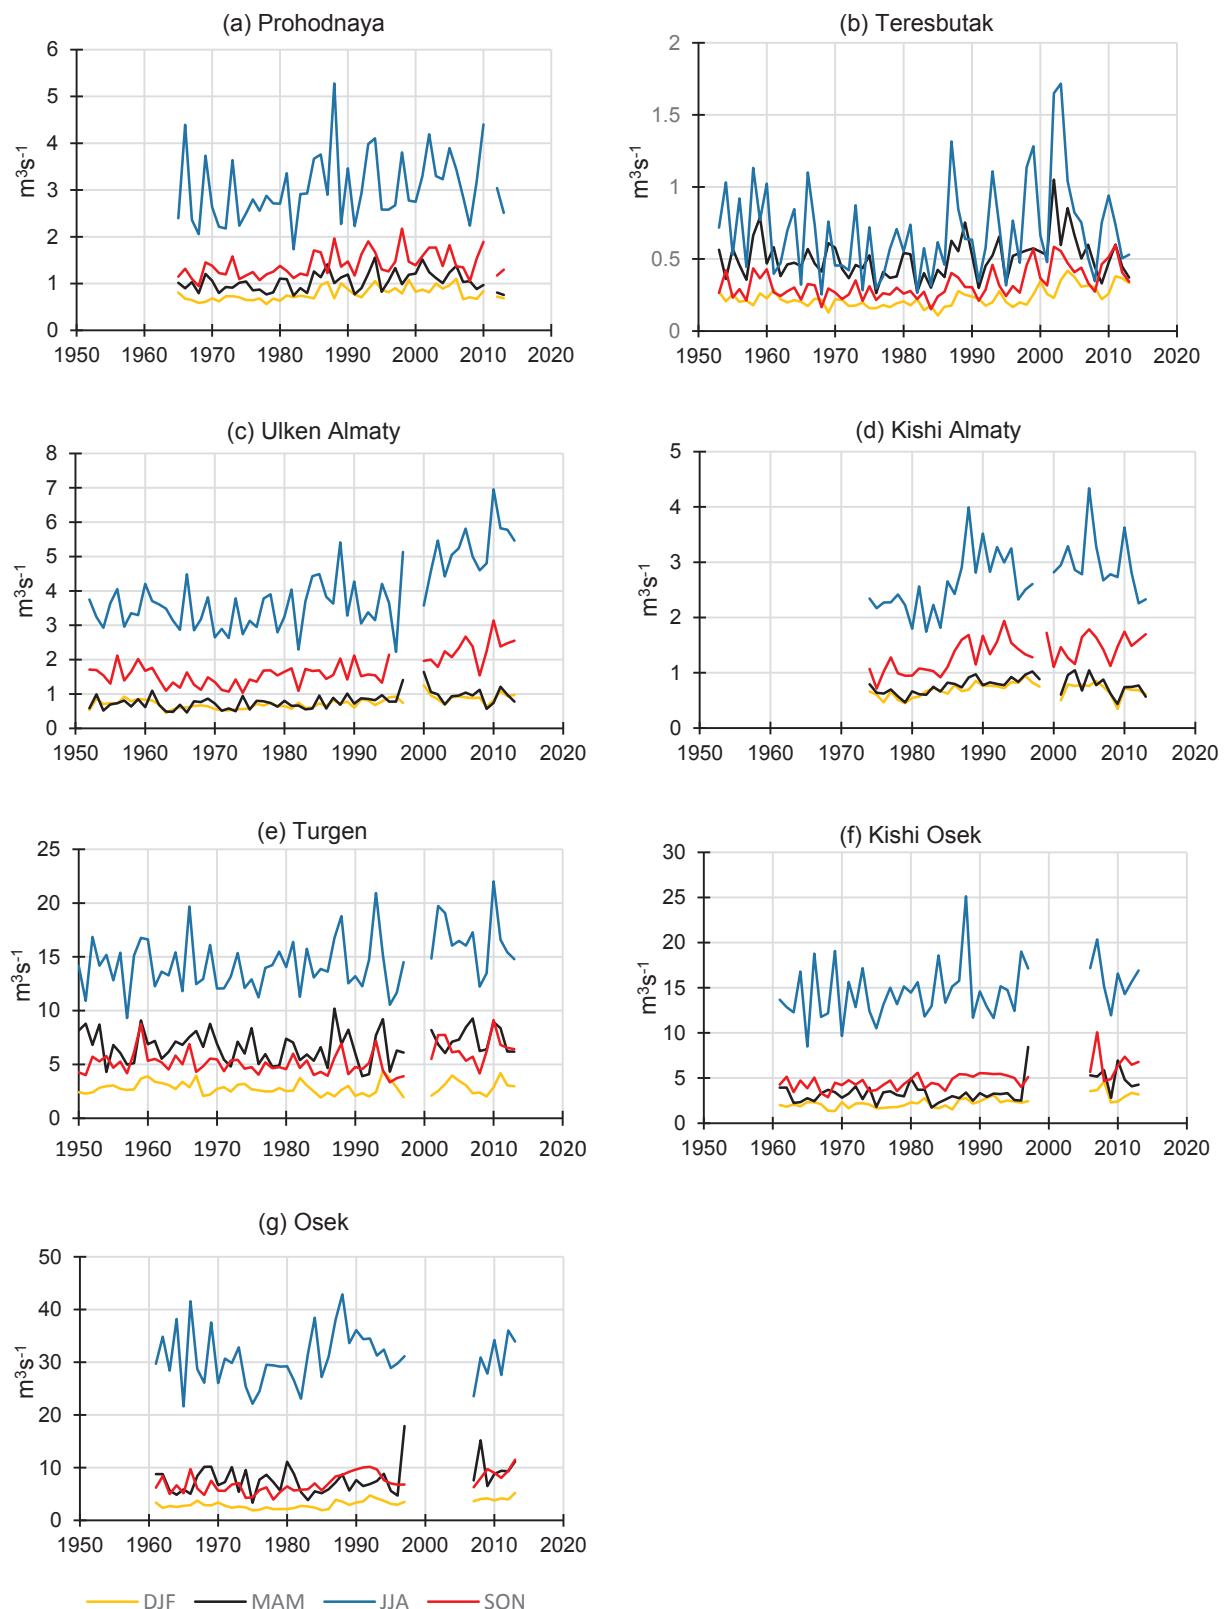 (a) Prohodnaya
m³s⁻¹
6
5
4
3
2
1
0
1950 1960 1970 1980 1990 2000 2010 2020
(b) Teresbutak
m³s⁻¹
2
1.5
1
0.5
0
1950 1960 1970 1980 1990 2000 2010 2020
(c) Ulken Almaty
m³s⁻¹
8
7
6
5
4
3
2
1
0
1950 1960 1970 1980 1990 2000 2010 2020
(d) Kishi Almaty
m³s⁻¹
5
4
3
2
1
0
1950 1960 1970 1980 1990 2000 2010 2020
(e) Turgen
m³s⁻¹
25
20
15
10
5
0
1950 1960 1970 1980 1990 2000 2010 2020
(f) Kishi Osek
m³s⁻¹
30
25
20
15
10
5
0
1950 1960 1970 1980 1990 2000 2010 2020
(g) Osek
m³s⁻¹
50
40
30
20
10
0
1950 1960 1970 1980 1990 2000 2010 2020
DJF MAM JJA SON